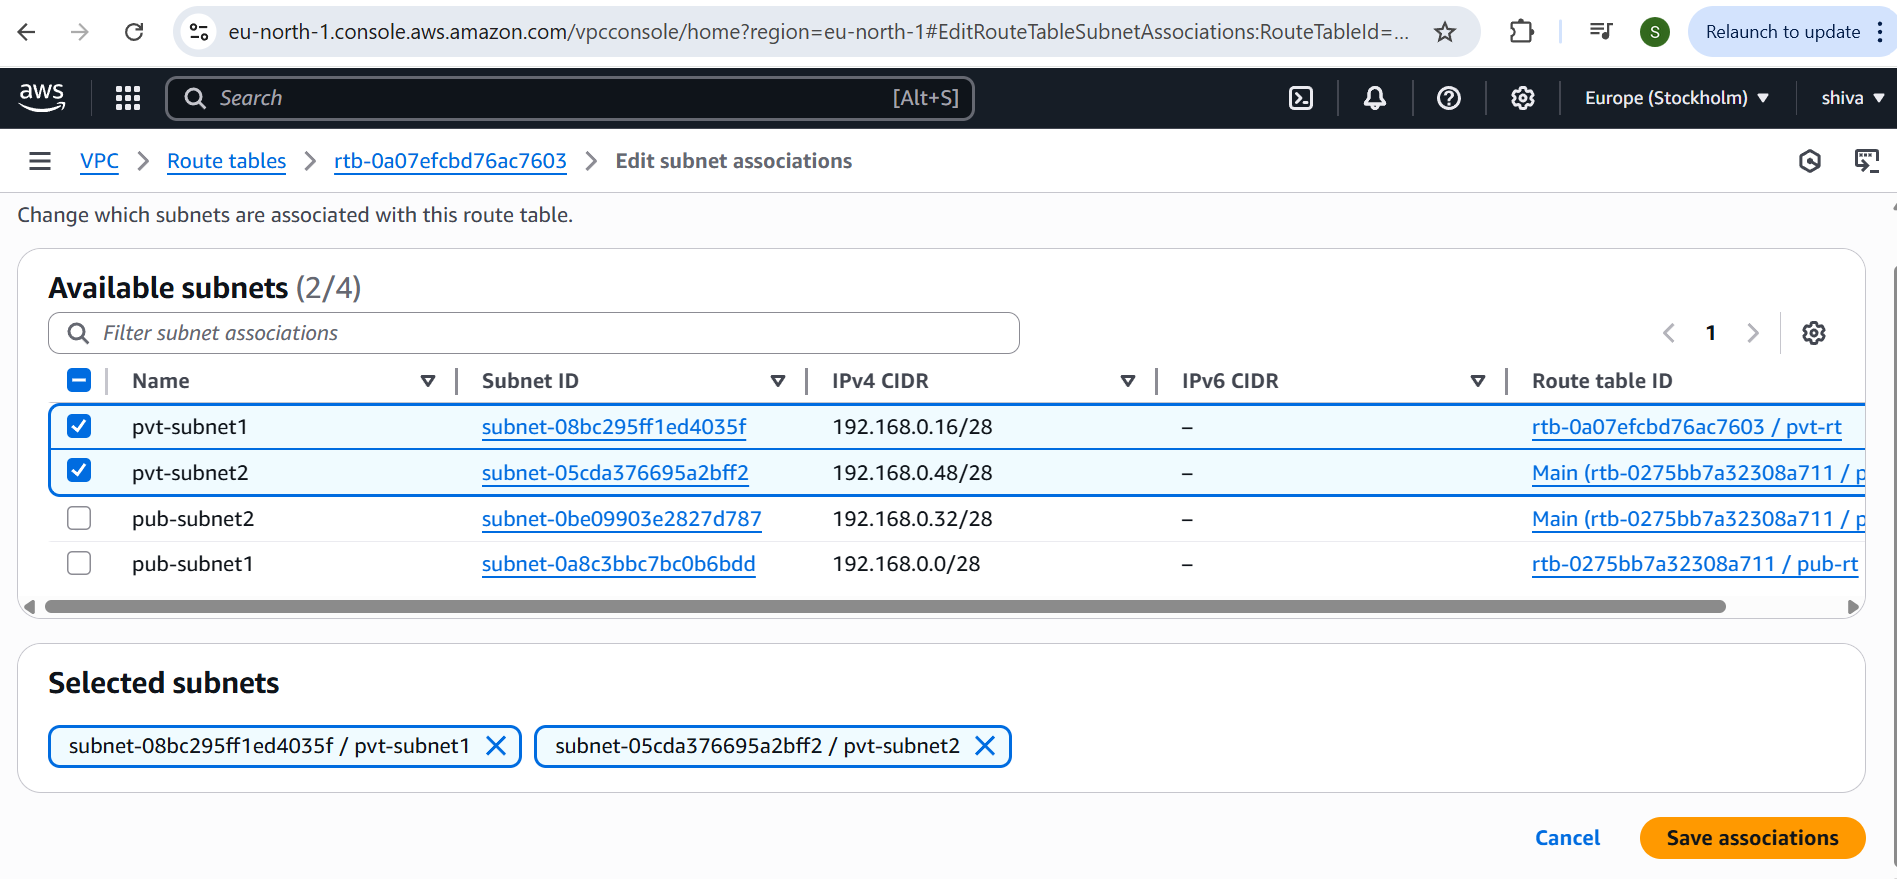 eu-north-1.console.aws.amazon.com/vpcconsole/home?region=eu-north-1#EditRouteTableSubnetAssociations:RouteTableId=...
S
Relaunch to update
aws
Search
[Alt+S]
Europe (Stockholm)
shiva
VPC
Route tables
rtb-0a07efcbd76ac7603
Edit subnet associations
Change which subnets are associated with this route table.
Available subnets (2/4)
Filter subnet associations
1
Name Subnet ID IPv4 CIDR IPv6 CIDR Route table ID
pvt-subnet1 subnet-08bc295ff1ed4035f 192.168.0.16/28 – rtb-0a07efcbd76ac7603 / pvt-rt
pvt-subnet2 subnet-05cda376695a2bff2 192.168.0.48/28 – Main (rtb-0275bb7a32308a711 / p
pub-subnet2 subnet-0be09903e2827d787 192.168.0.32/28 – Main (rtb-0275bb7a32308a711 / p
pub-subnet1 subnet-0a8c3bbc7bc0b6bdd 192.168.0.0/28 – rtb-0275bb7a32308a711 / pub-rt
Selected subnets
subnet-08bc295ff1ed4035f / pvt-subnet1
subnet-05cda376695a2bff2 / pvt-subnet2
Cancel
Save associations